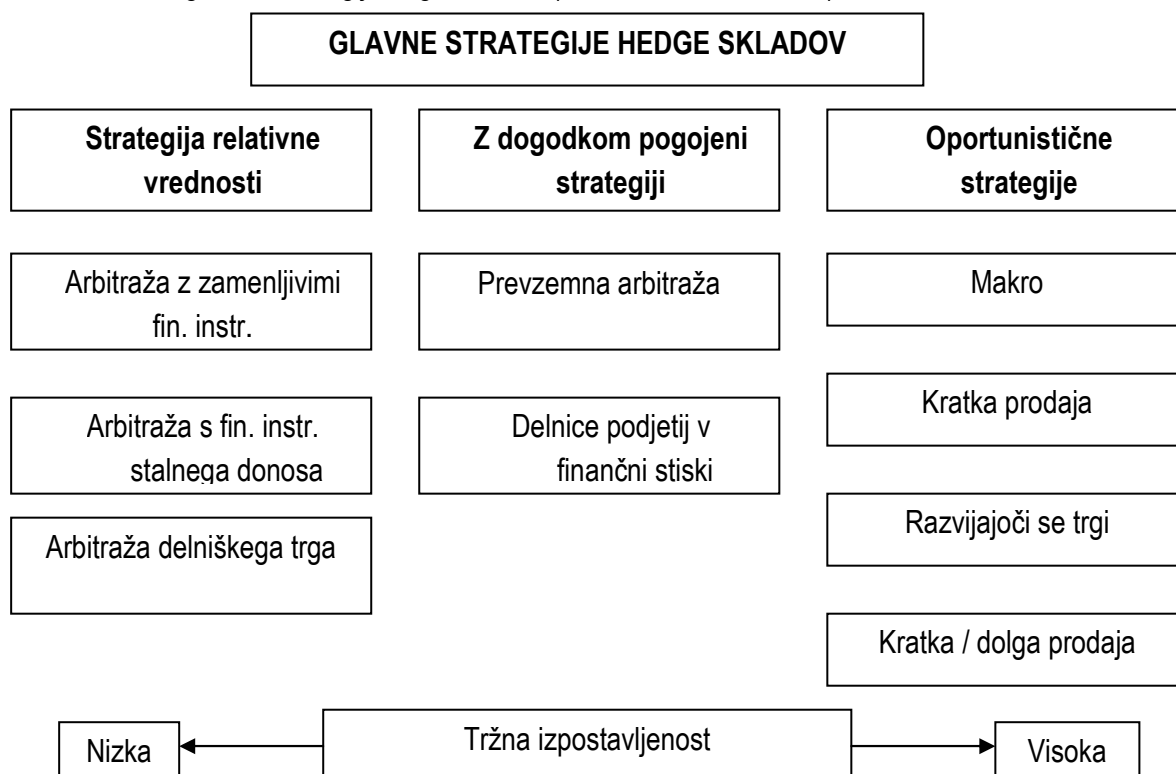 GLAVNE STRATEGIJE HEDGE SKLADOV
Strategija relativne
vrednosti
Z dogodkom pogojeni
strategiji
Oportunistične
strategije
Arbitraža z zamenljivimi
fin. instr.
Prevzemna arbitraža
Makro
Arbitraža s fin. instr.
stalnega donosa
Delnice podjetij v
finančni stiski
Kratka prodaja
Arbitraža delniškega trga
Razvijajoči se trgi
Kratka / dolga prodaja
Nizka
Tržna izpostavljenost
Visoka